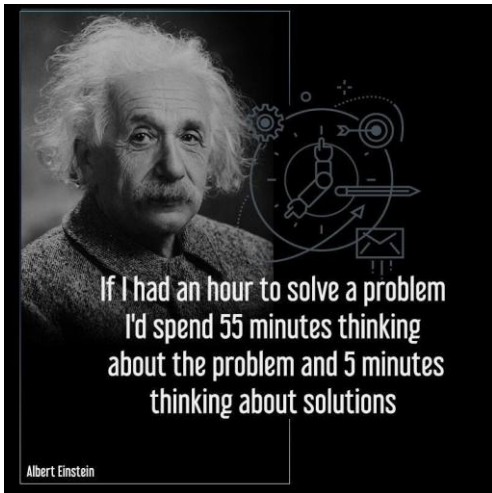 If I had an hour to solve a problem
I'd spend 55 minutes thinking
about the problem and 5 minutes
thinking about solutions
Albert Einstein